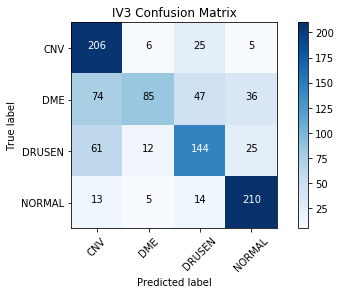 IV3 Confusion Matrix
True label
CNV 206 6 25 5
DME 74 85 47 36
DRUSEN 61 12 144 25
NORMAL 13 5 14 210
CNV DME DRUSEN NORMAL
Predicted label
200
175
150
125
100
75
50
25